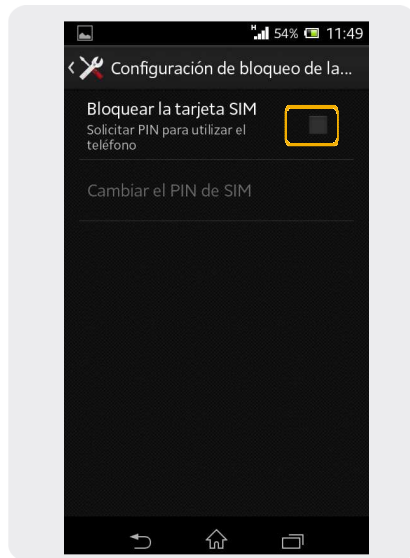 H 54% 11:49
Configuración de bloqueo de la...
Bloquear la tarjeta SIM
Solicitar PIN para utilizar el
teléfono
Cambiar el PIN de SIM